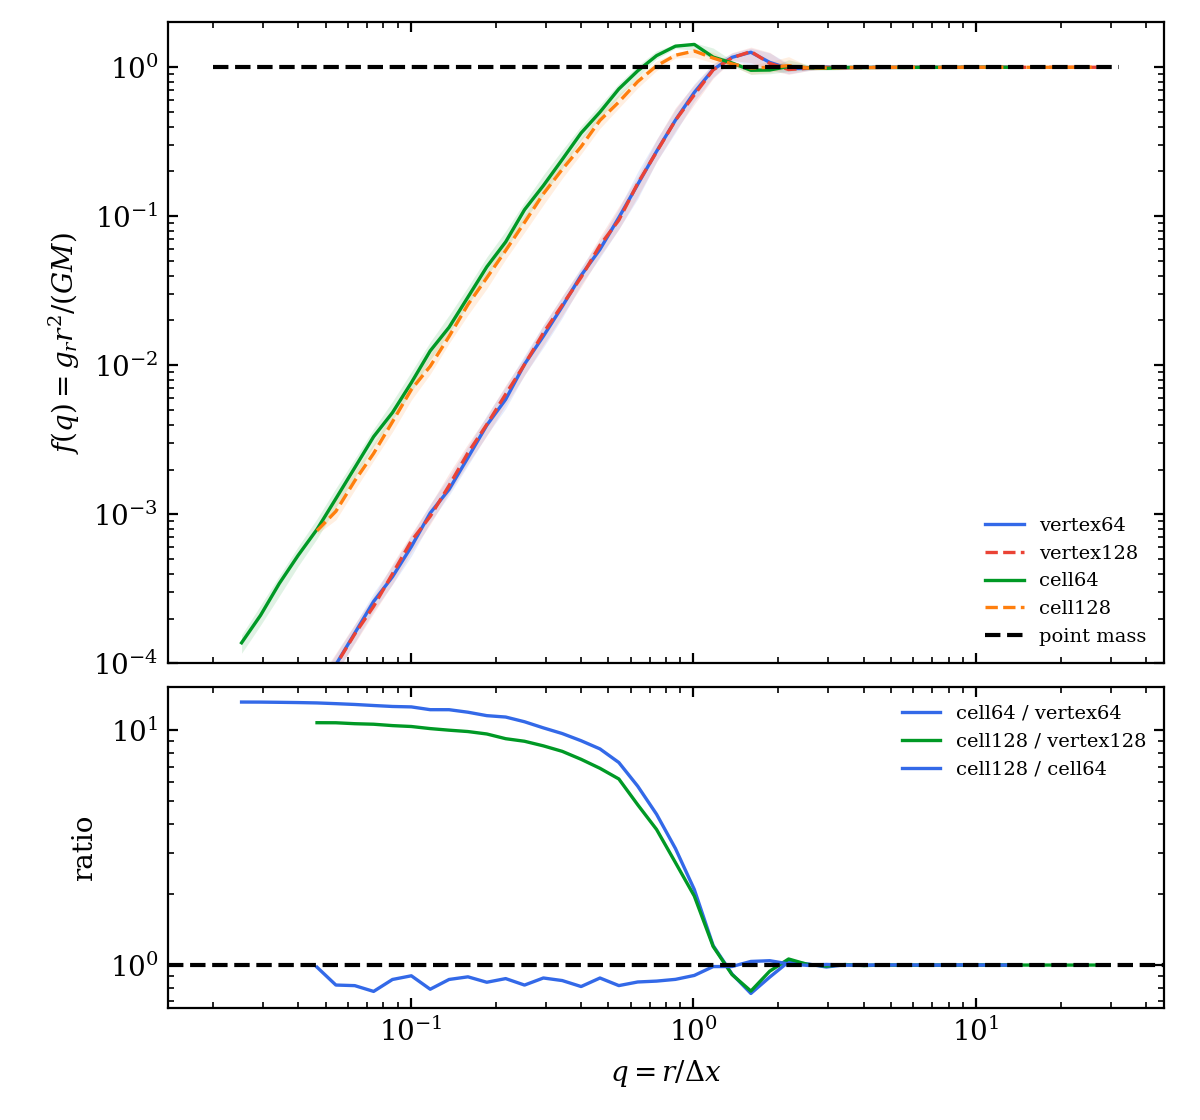 10⁰
10⁻¹
10⁻²
10⁻³
10⁻⁴
f(q) = g_r r²/(GM)
vertex64
vertex128
cell64
cell128
point mass
10¹
10⁰
ratio
cell64 / vertex64
cell128 / vertex128
cell128 / cell64
10⁻¹ 10⁰ 10¹
q = r/Δx